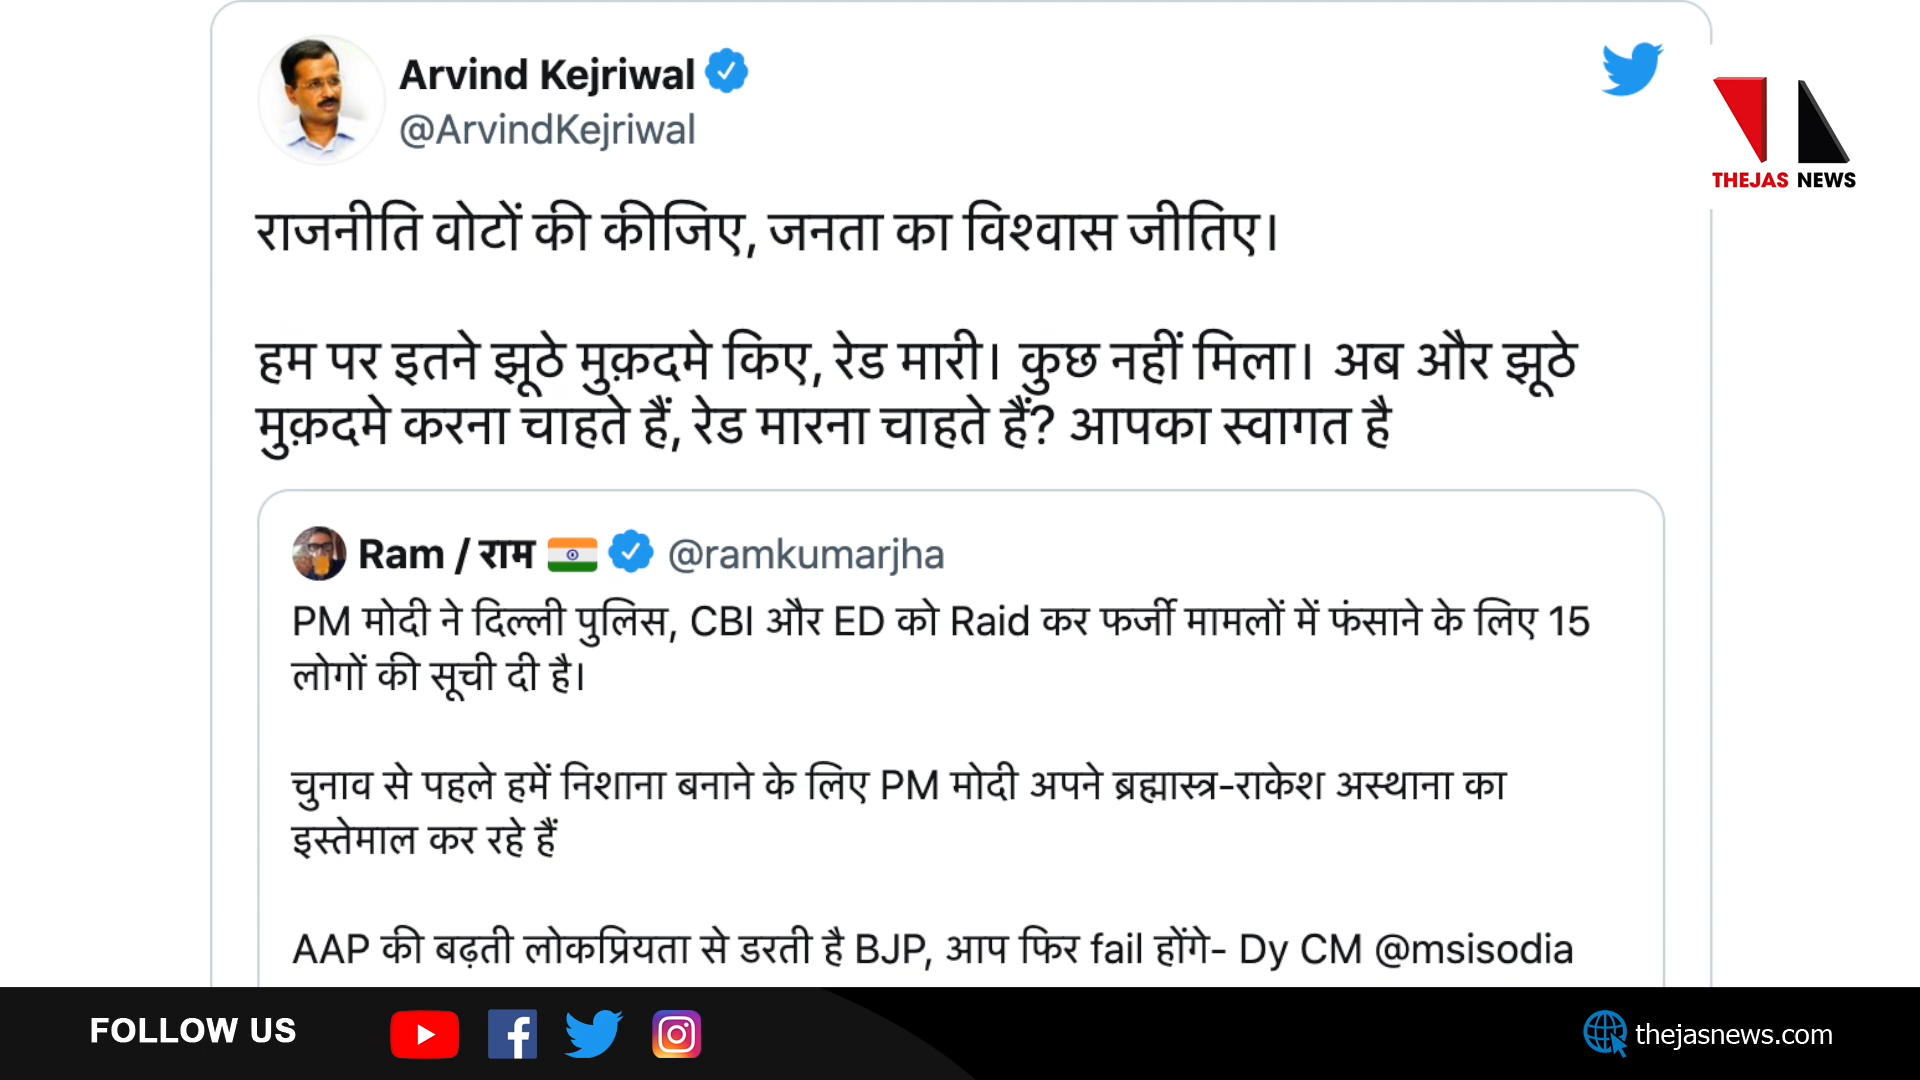 Arvind Kejriwal
@ArvindKejriwal
THEJAS NEWS
राजनीति वोटों की कीजिए, जनता का विश्वास जीतिए।
हम पर इतने झूठे मुक़दमे किए, रेड मारी। कुछ नहीं मिला। अब और झूठे
मुक़दमे करना चाहते हैं, रेड मारना चाहते हैं? आपका स्वागत है
Ram / राम 🇮🇳 @ramkumarjha
PM मोदी ने दिल्ली पुलिस, CBI और ED को Raid कर फर्जी मामलों में फंसाने के लिए 15
लोगों की सूची दी है।
चुनाव से पहले हमें निशाना बनाने के लिए PM मोदी अपने ब्रह्मास्त्र-राकेश अस्थाना का
इस्तेमाल कर रहे हैं
AAP की बढ़ती लोकप्रियता से डरती है BJP, आप फिर fail होंगे- Dy CM @msisodia
FOLLOW US
thejasnews.com